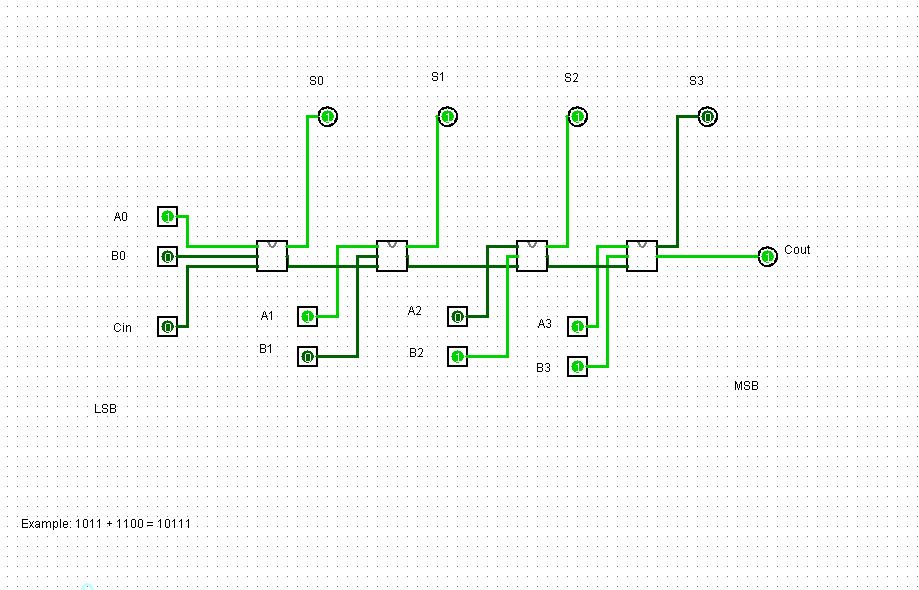 S0 S1 S2 S3
1 1 1 0
A0 1
B0 0
Cout 1
Cin 0
A1 1
A2 0
A3 1
B1 0
B2 1
B3 1
MSB
LSB
Example: 1011 + 1100 = 10111